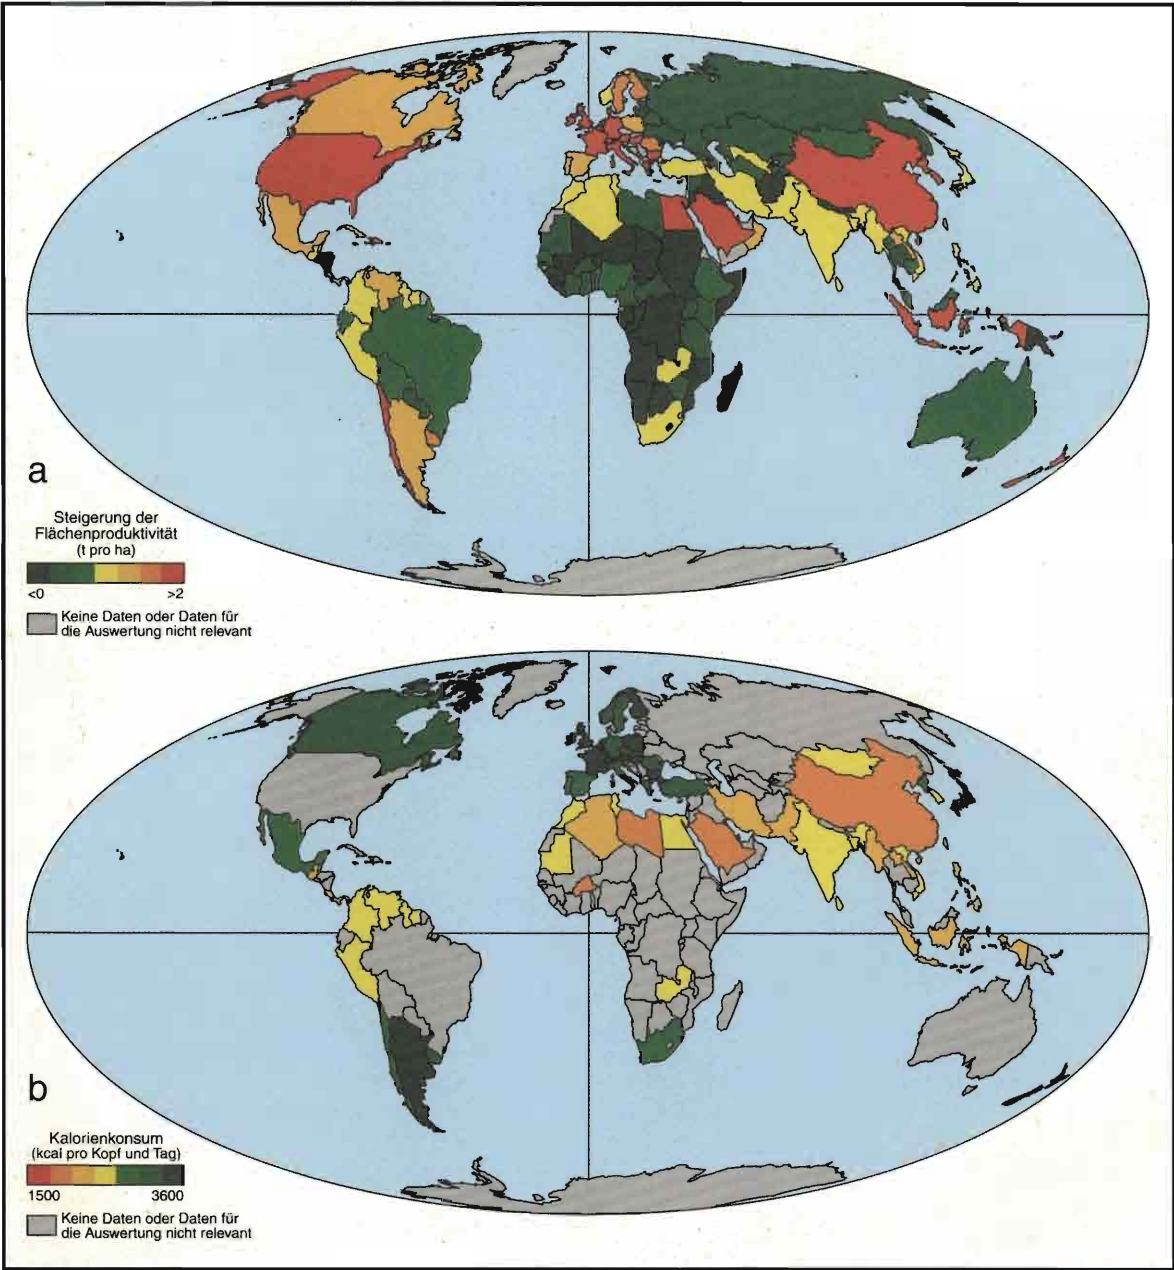 a
Steigerung der
Flächenproduktivität
(t pro ha)
<0 >2
Keine Daten oder Daten für
die Auswertung nicht relevant
b
Kalorienkonsum
(kcal pro Kopf und Tag)
1500 3600
Keine Daten oder Daten für
die Auswertung nicht relevant